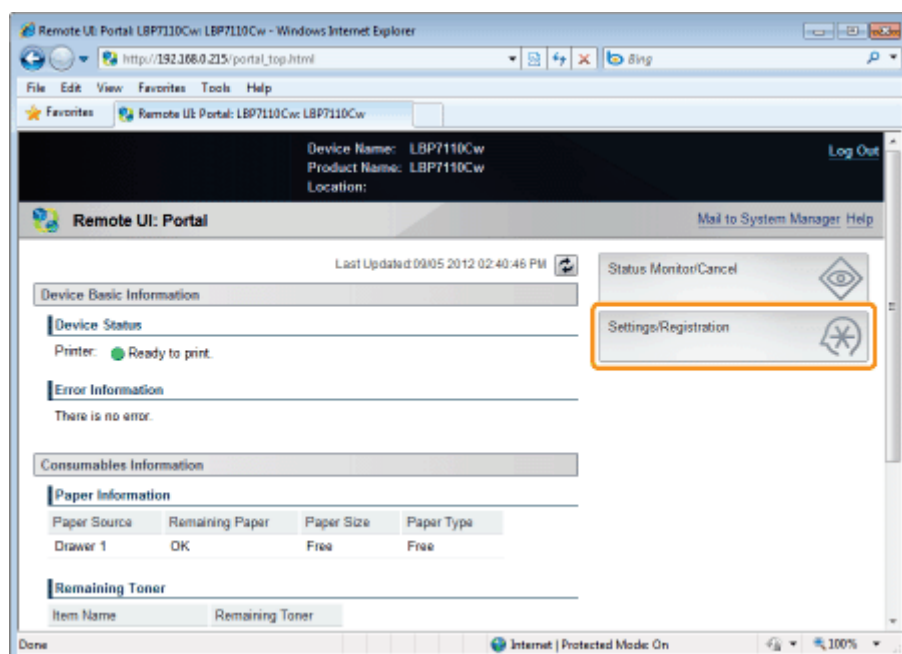 Remote UI: Portal: LBP7110Cw: LBP7110Cw - Windows Internet Explorer
http://192.168.0.215/portal_top.html
Bing
File Edit View Favorites Tools Help
Favorites Remote UI: Portal: LBP7110Cw: LBP7110Cw
Device Name: LBP7110Cw
Product Name: LBP7110Cw
Location:
Log Out
Remote UI: Portal
Mail to System Manager Help
Last Updated:09/05 2012 02:40:46 PM
Status Monitor/Cancel
Device Basic Information
Settings/Registration
Device Status
Printer: Ready to print.
Error Information
There is no error.
Consumables Information
Paper Information
Paper Source Remaining Paper Paper Size Paper Type
Drawer 1 OK Free Free
Remaining Toner
Item Name Remaining Toner
Done Internet | Protected Mode: On 100%